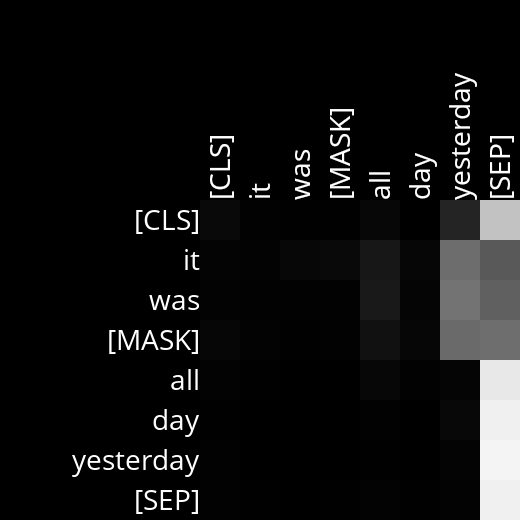 [CLS]
it
was
[MASK]
all
day
yesterday
[SEP]
[CLS]
it
was
[MASK]
all
day
yesterday
[SEP]